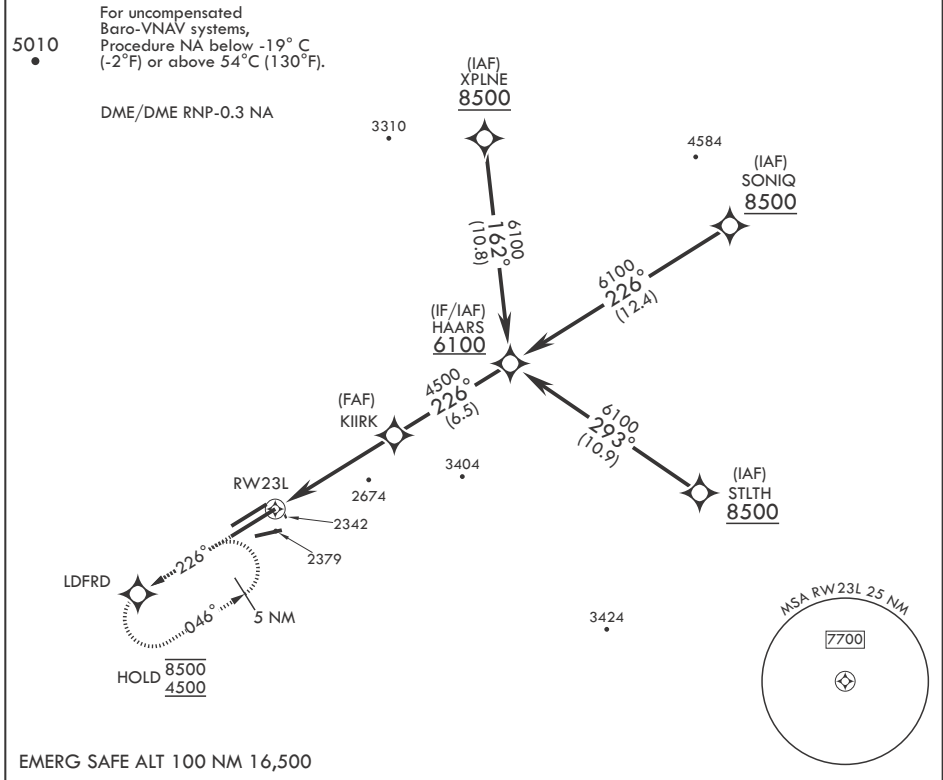 For uncompensated
Baro-VNAV systems,
Procedure NA below -19° C
(-2°F) or above 54°C (130°F).
5010
DME/DME RNP-0.3 NA
3310
(IAF)
XPLNE
8500
4584
(IAF)
SONIQ
8500
6100
162°
(10.8)
6100
226°
(12.4)
(IF/IAF)
HAARS
6100
4500
226°
(6.5)
(FAF)
KIIRK
6100
293°
(10.9)
(IAF)
STLTH
8500
3404
2674
RW23L
2342
2379
226°
LDFRD
046°
5 NM
HOLD 8500
4500
3424
MSA RW23L 25 NM
7700
EMERG SAFE ALT 100 NM 16,500